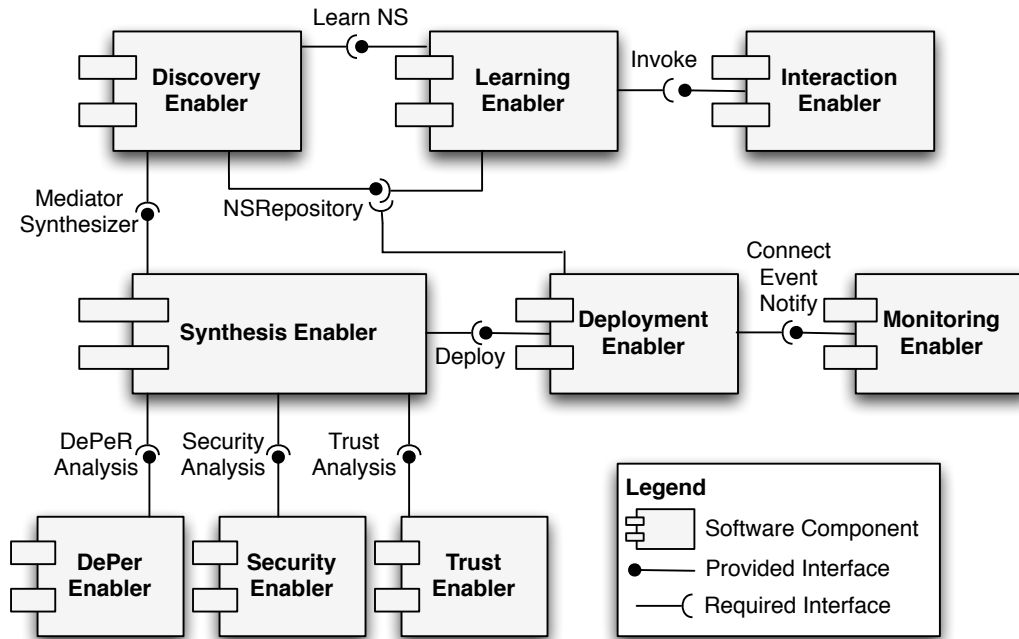 Learn NS
Discovery
Enabler
Learning
Enabler
Invoke
Interaction
Enabler
Mediator
Synthesizer
NSRepository
Connect
Event
Notify
Synthesis Enabler
Deploy
Deployment
Enabler
Monitoring
Enabler
DePeR
Analysis
Security
Analysis
Trust
Analysis
DePer
Enabler
Security
Enabler
Trust
Enabler
Legend
Software Component
Provided Interface
Required Interface